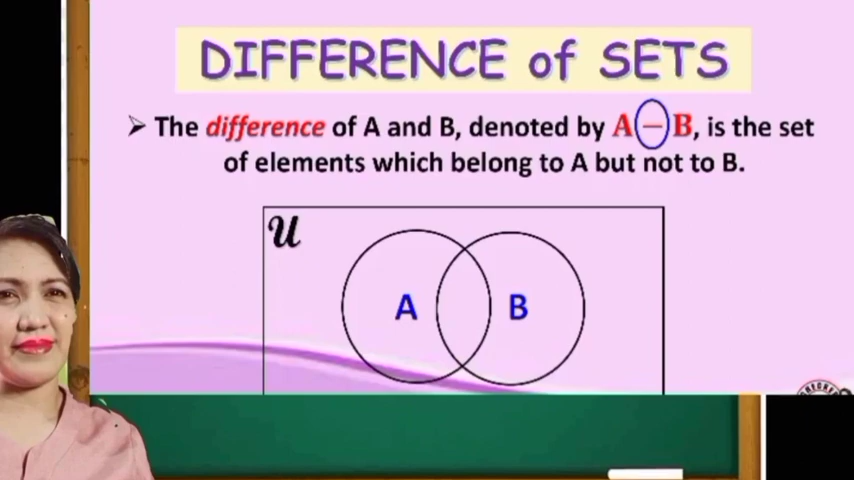 DIFFERENCE of SETS
➢ The difference of A and B, denoted by A − B, is the set
of elements which belong to A but not to B.
U
A B